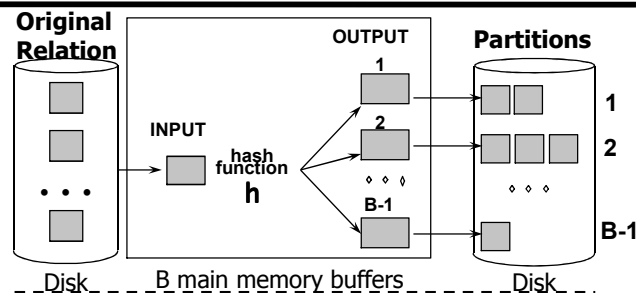 Original
Relation
OUTPUT
Partitions
1
1
INPUT
2
2
hash
function
h
• • •
B-1
B-1
Disk
B main memory buffers
Disk